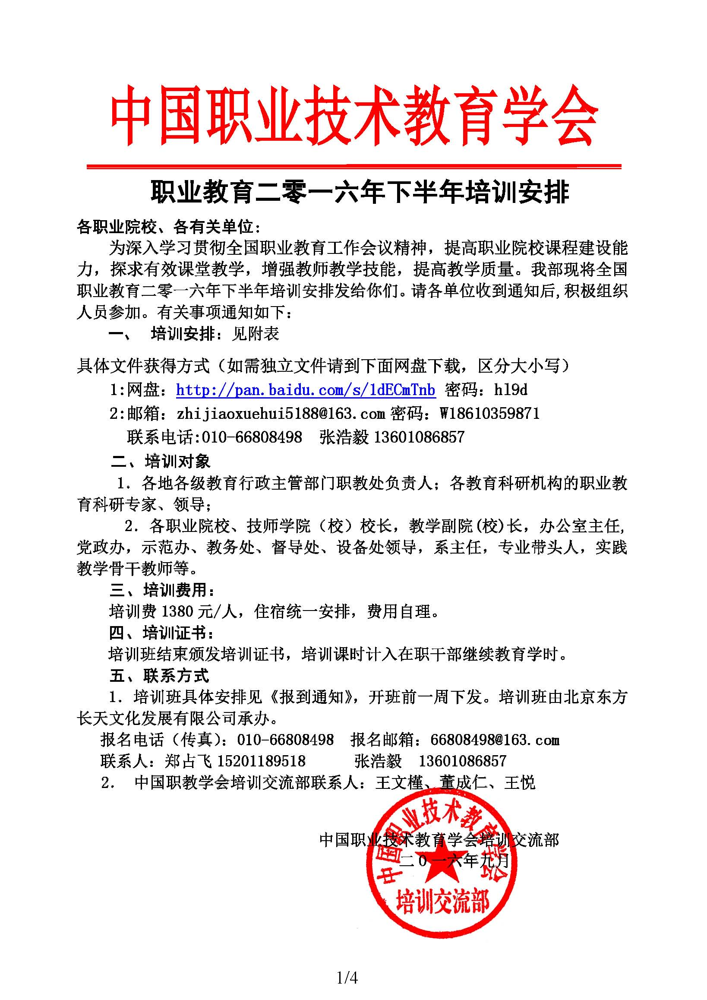 中国职业技术教育学会
职业教育二零一六年下半年培训安排
各职业院校、各有关单位：
为深入学习贯彻全国职业教育工作会议精神，提高职业院校课程建设能
力，探求有效课堂教学，增强教师教学技能，提高教学质量。我部现将全国
职业教育二零一六年下半年培训安排发给你们。请各单位收到通知后,积极组织
人员参加。有关事项通知如下：
一、 培训安排：见附表
具体文件获得方式（如需独立文件请到下面网盘下载，区分大小写）
1:网盘：http://pan.baidu.com/s/1dECmTnb 密码：hl9d
2:邮箱：zhijiaoxuehui5188@163.com 密码：W18610359871
联系电话:010-66808498 张浩毅 13601086857
二、培训对象
1．各地各级教育行政主管部门职教处负责人；各教育科研机构的职业教
育科研专家、领导；
2．各职业院校、技师学院（校）校长，教学副院(校)长，办公室主任,
党政办，示范办、教务处、督导处、设备处领导，系主任，专业带头人，实践
教学骨干教师等。
三、培训费用：
培训费 1380 元/人，住宿统一安排，费用自理。
四、培训证书：
培训班结束颁发培训证书，培训课时计入在职干部继续教育学时。
五、联系方式
1．培训班具体安排见《报到通知》，开班前一周下发。培训班由北京东方
长天文化发展有限公司承办。
报名电话（传真）：010-66808498 报名邮箱：66808498@163.com
联系人：郑占飞 15201189518 张浩毅 13601086857
2． 中国职教学会培训交流部联系人：王文槿、董成仁、王悦
中国职业技术教育学会培训交流部
二0一六年九月
中国职业技术教育学会
培训交流部
1/4